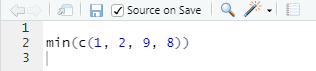 Source on Save
1
2 min(c(1, 2, 9, 8))
3